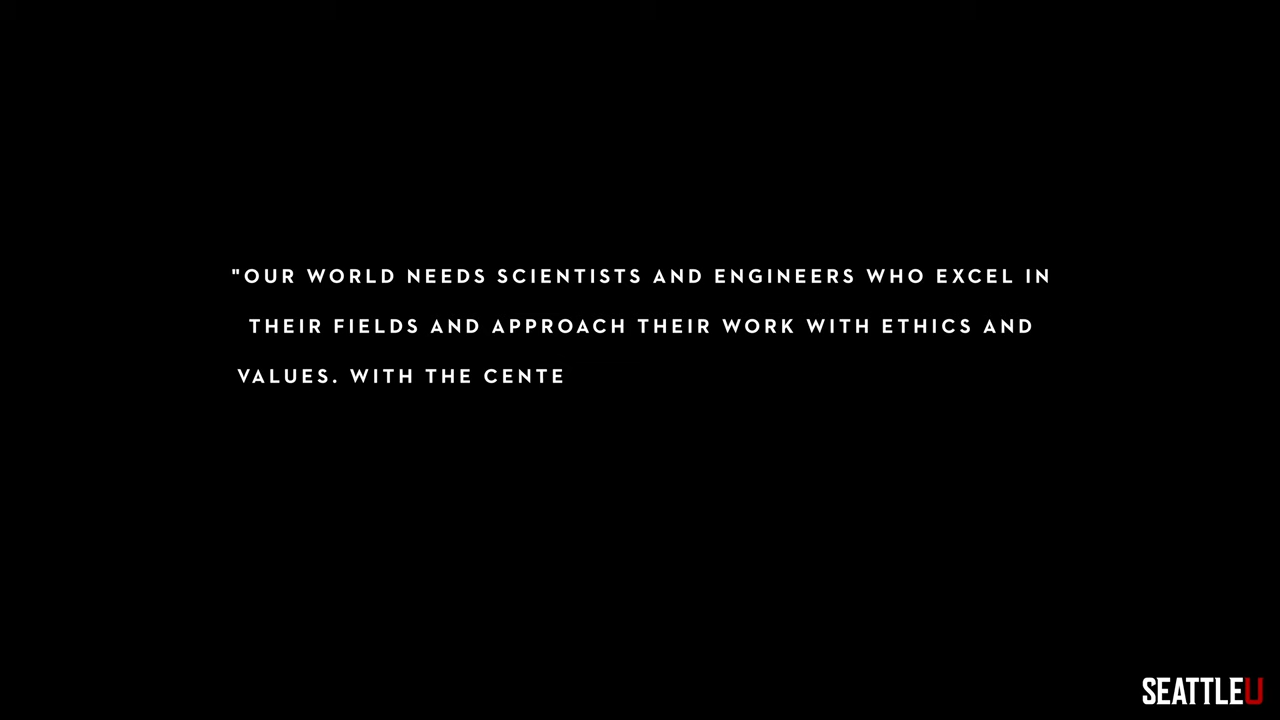 "OUR WORLD NEEDS SCIENTISTS AND ENGINEERS WHO EXCEL IN
THEIR FIELDS AND APPROACH THEIR WORK WITH ETHICS AND
VALUES. WITH THE CENTE
SEATTLEU